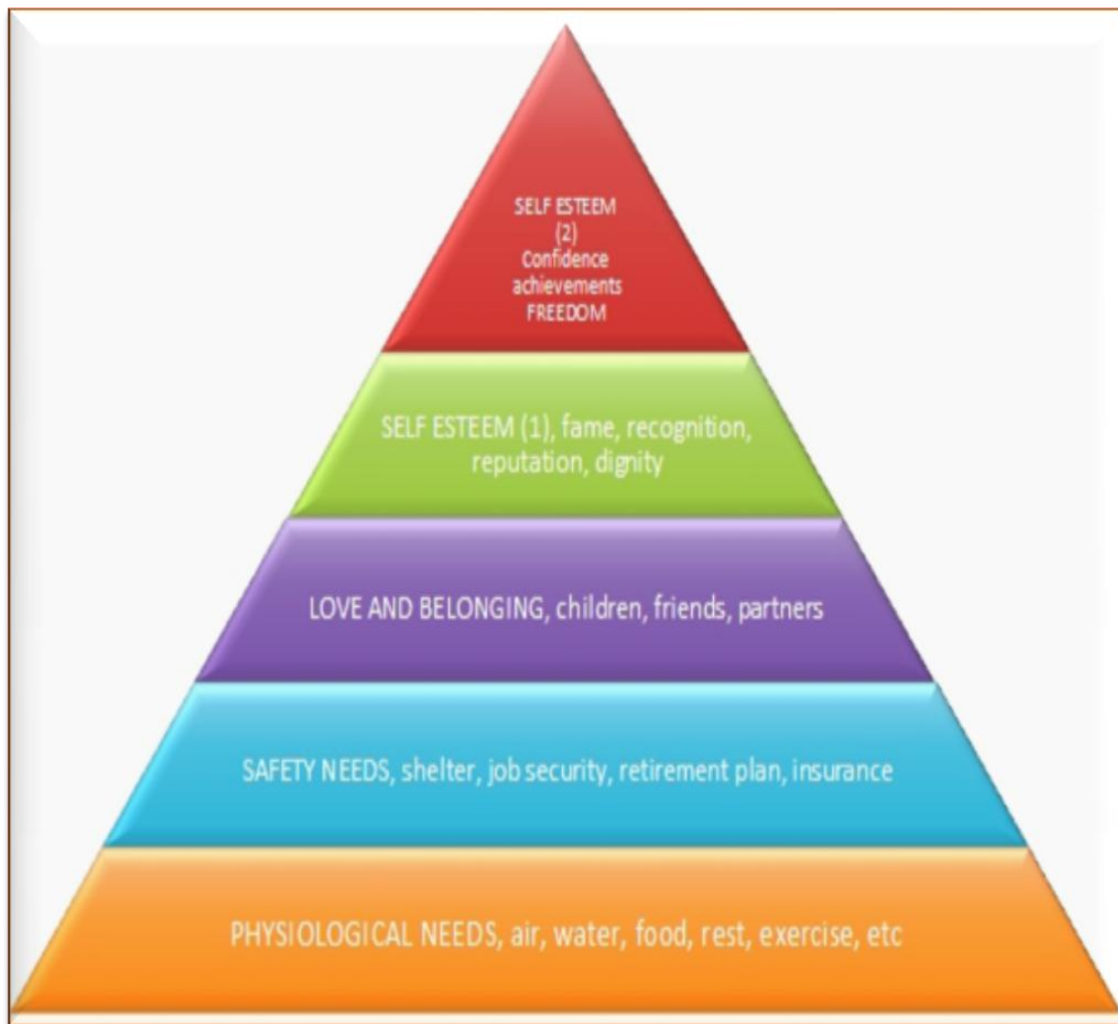 SELF ESTEEM
(2)
Confidence
achievements
FREEDOM
SELF ESTEEM (1), fame, recognition,
reputation, dignity
LOVE AND BELONGING, children, friends, partners
SAFETY NEEDS, shelter, job security, retirement plan, insurance
PHYSIOLOGICAL NEEDS, air, water, food, rest, exercise, etc